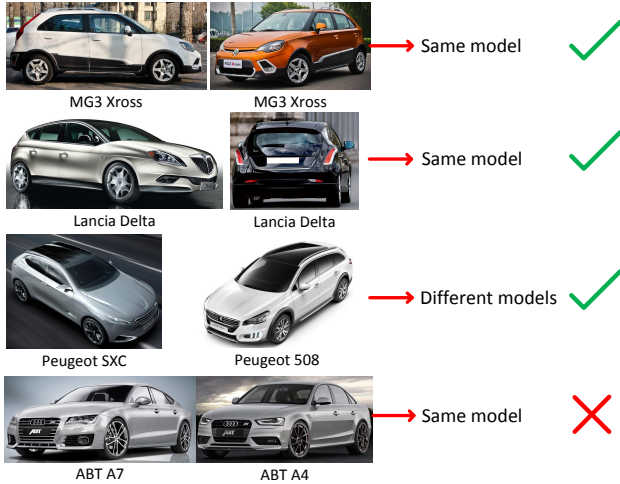 Same model
MG3 Xross
MG3 Xross
Same model
Lancia Delta
Lancia Delta
Different models
Peugeot SXC
Peugeot 508
Same model
ABT A7
ABT A4